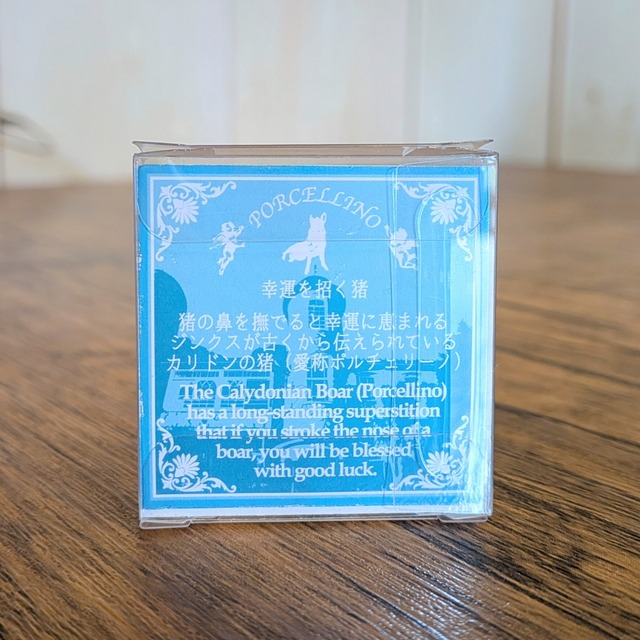 PORCELLINO
幸運を招く猪
猪の鼻を撫でると幸運に恵まれる
ジンクスが古くから伝えられている
カリドンの猪（愛称ポルチェリーノ）
The Calydonian Boar (Porcellino)
has a long-standing superstition
that if you stroke the nose of a
boar, you will be blessed
with good luck.